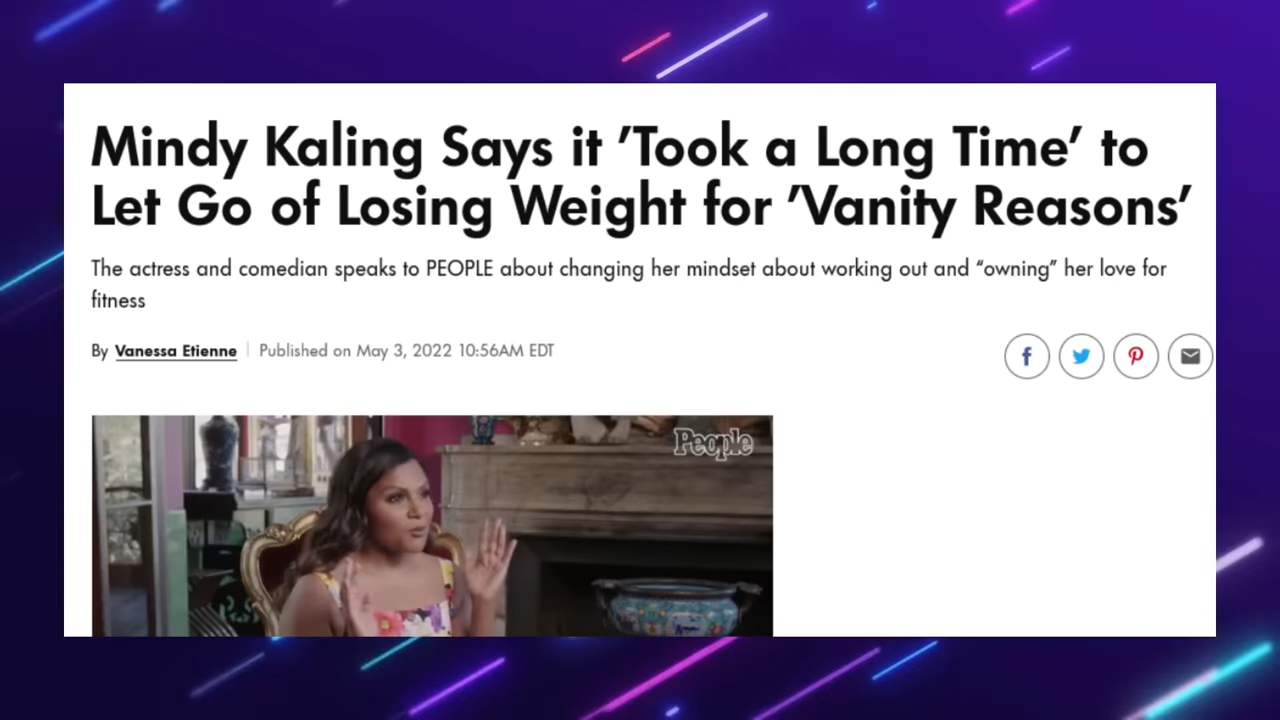 Mindy Kaling Says it ’Took a Long Time’ to
Let Go of Losing Weight for ’Vanity Reasons’
The actress and comedian speaks to PEOPLE about changing her mindset about working out and “owning” her love for
fitness
By Vanessa Etienne Published on May 3, 2022 10:56AM EDT
People